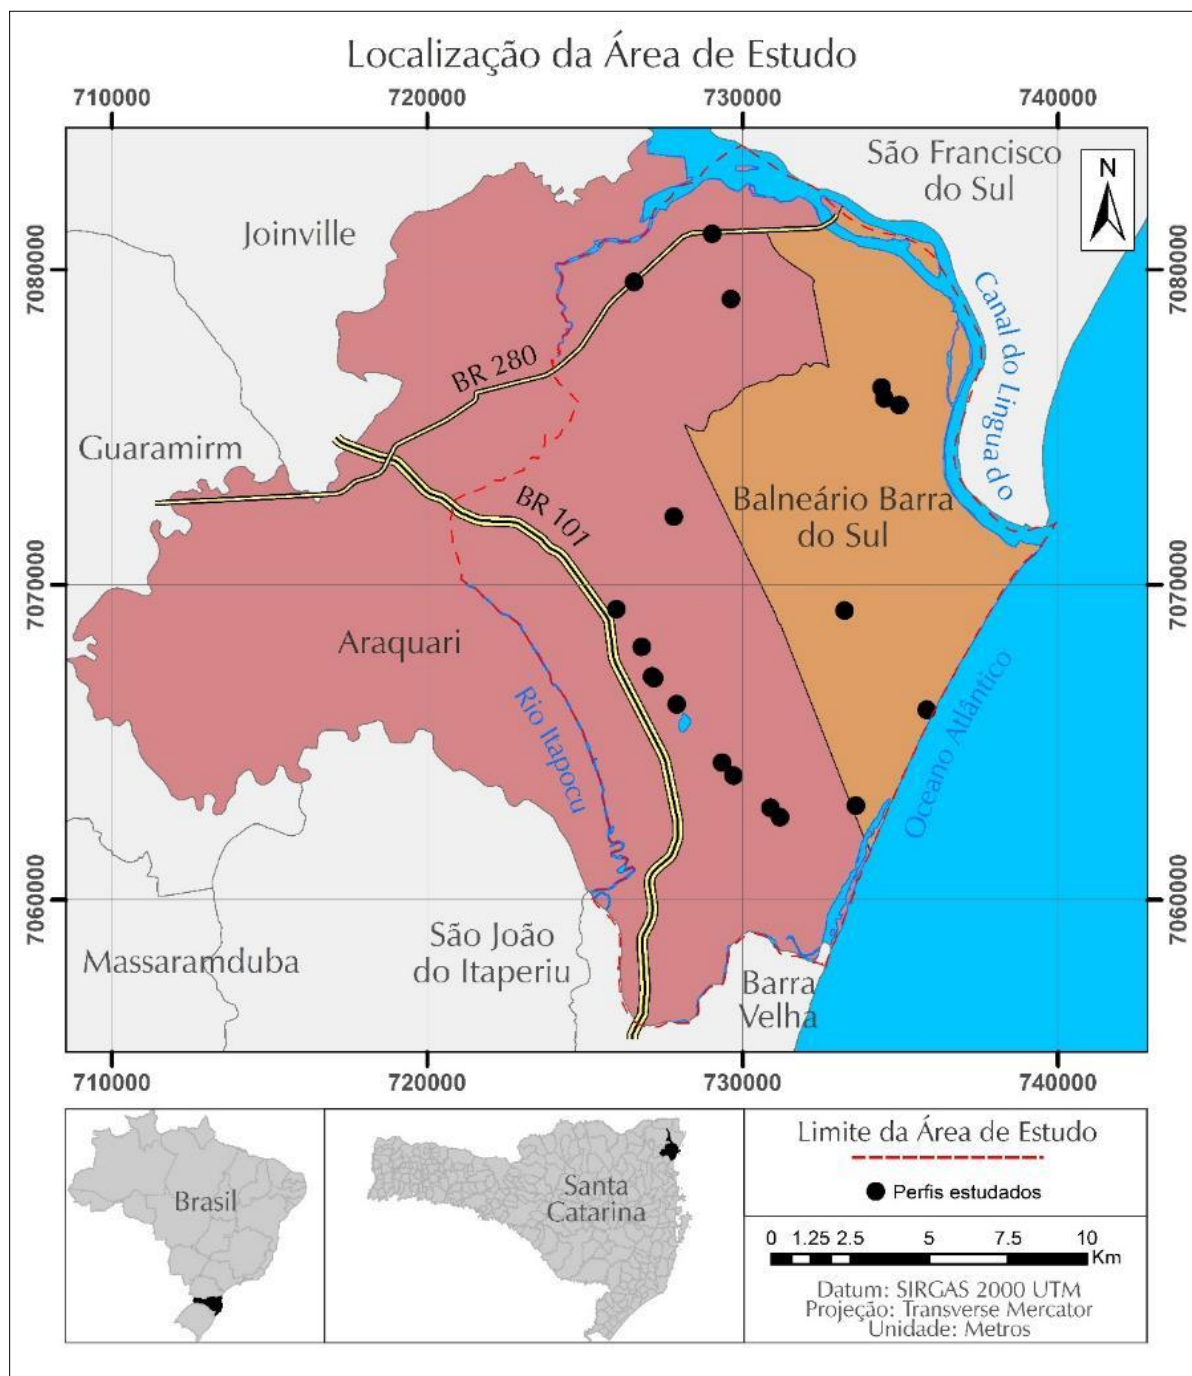 Localização da Área de Estudo
710000
720000
730000
740000
São Francisco
do Sul
N
Joinville
7080000
7080000
Canal do Lingua do
BR 280
Guaramirm
Balneário Barra
do Sul
BR 101
7070000
7070000
Araquari
Rio Itapocu
Oceano Atlântico
7060000
7060000
São João
do Itaperiu
Massaramduba
Barra
Velha
710000
720000
730000
740000
Brasil
Santa
Catarina
Limite da Área de Estudo
Perfis estudados
0 1.25 2.5 5 7.5 10
Km
Datum: SIRGAS 2000 UTM
Projeção: Transverse Mercator
Unidade: Metros